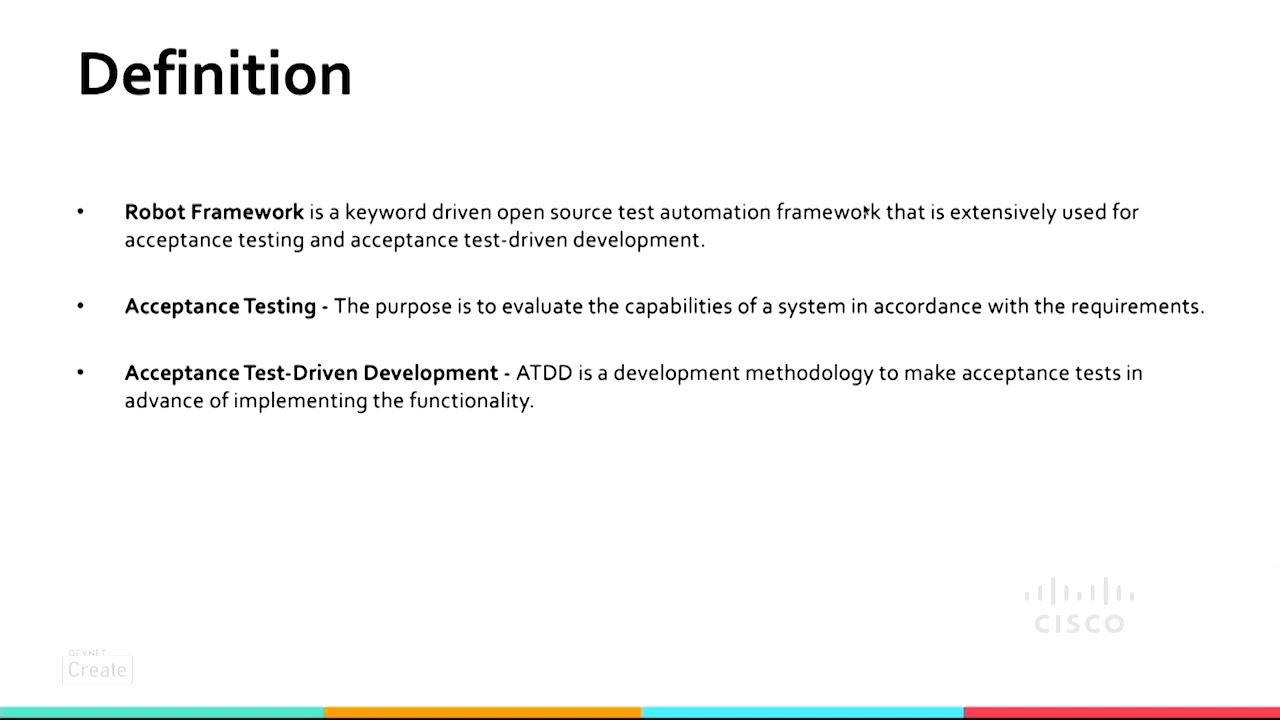 Definition
• Robot Framework is a keyword driven open source test automation framework that is extensively used for
acceptance testing and acceptance test-driven development.
• Acceptance Testing - The purpose is to evaluate the capabilities of a system in accordance with the requirements.
• Acceptance Test-Driven Development - ATDD is a development methodology to make acceptance tests in
advance of implementing the functionality.
CISCO
DEVNET
Create